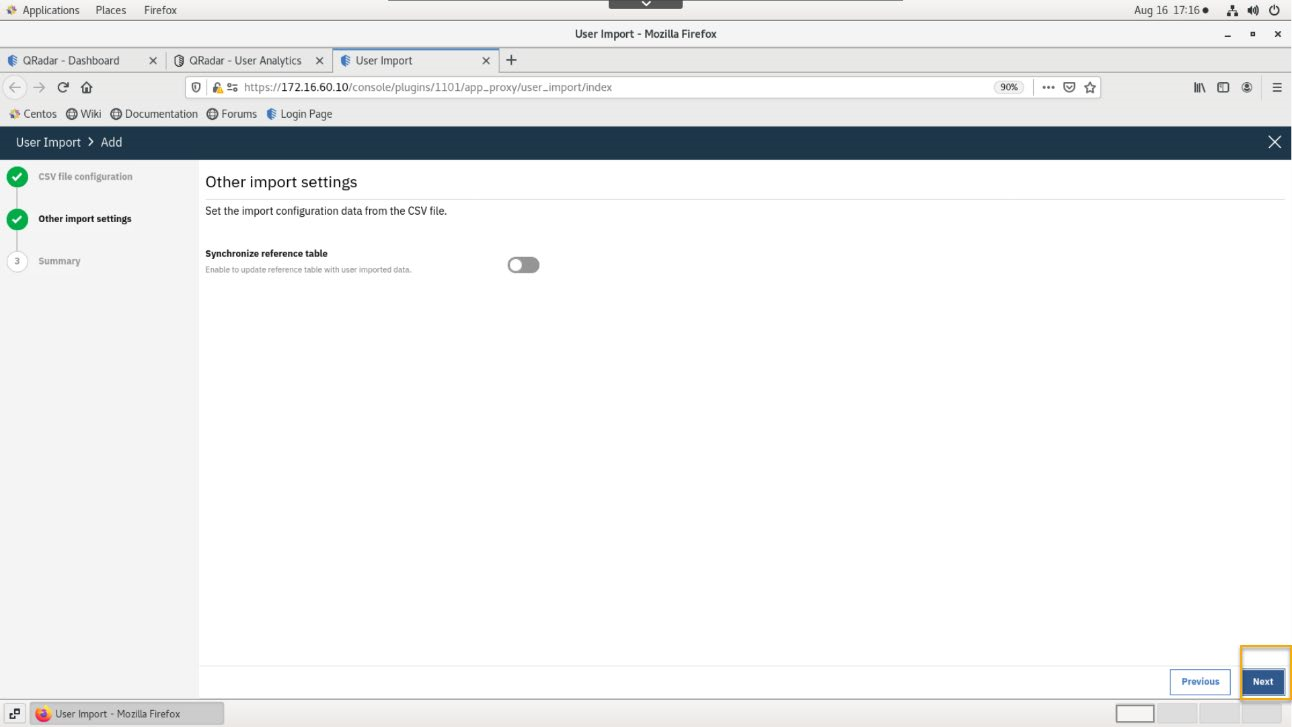 Applications Places Firefox Aug 16 17:16
User Import - Mozilla Firefox
QRadar - Dashboard QRadar - User Analytics User Import
https://172.16.60.10/console/plugins/1101/app_proxy/user_import/index 90%
Centos Wiki Documentation Forums Login Page
User Import > Add
CSV file configuration
Other import settings
3 Summary
Other import settings
Set the import configuration data from the CSV file.
Synchronize reference table
Enable to update reference table with user imported data.
Previous Next
User Import - Mozilla Firefox